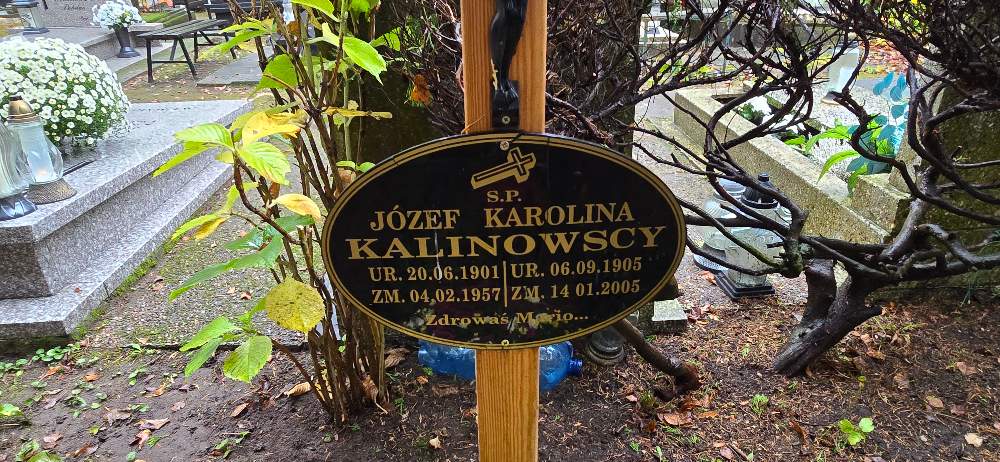 S.P.
JÓZEF KAROLINA
KALINOWSCY
UR. 20.06.1901 UR. 06.09.1905
ZM. 04.02.1957 Z.M. 14 01.2005
Zdrowaś Mario...